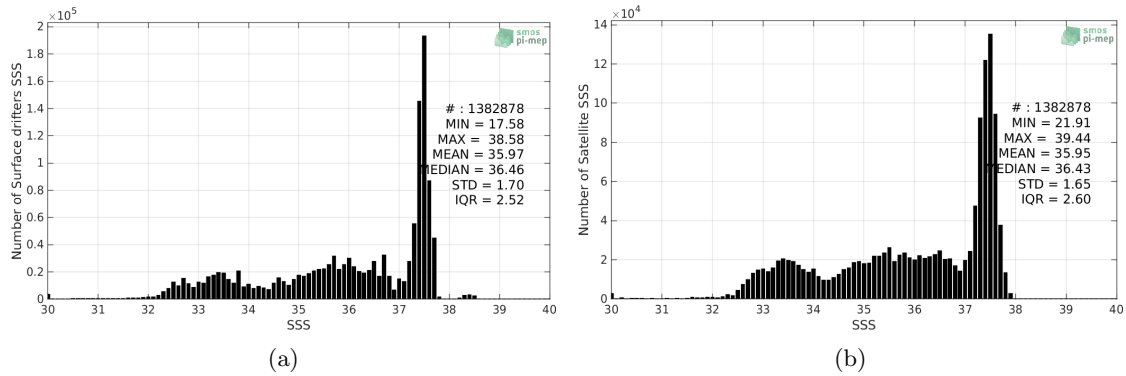 ×10^5
2
1.8
1.6
1.4
1.2
1
0.8
0.6
0.4
0.2
0
Number of Surface drifters SSS
30 31 32 33 34 35 36 37 38 39 40
SSS
smos
pi-mep
# : 1382878
MIN = 17.58
MAX = 38.58
MEAN = 35.97
MEDIAN = 36.46
STD = 1.70
IQR = 2.52
(a)
×10^4
14
12
10
8
6
4
2
0
Number of Satellite SSS
30 31 32 33 34 35 36 37 38 39 40
SSS
smos
pi-mep
# : 1382878
MIN = 21.91
MAX = 39.44
MEAN = 35.95
MEDIAN = 36.43
STD = 1.65
IQR = 2.60
(b)